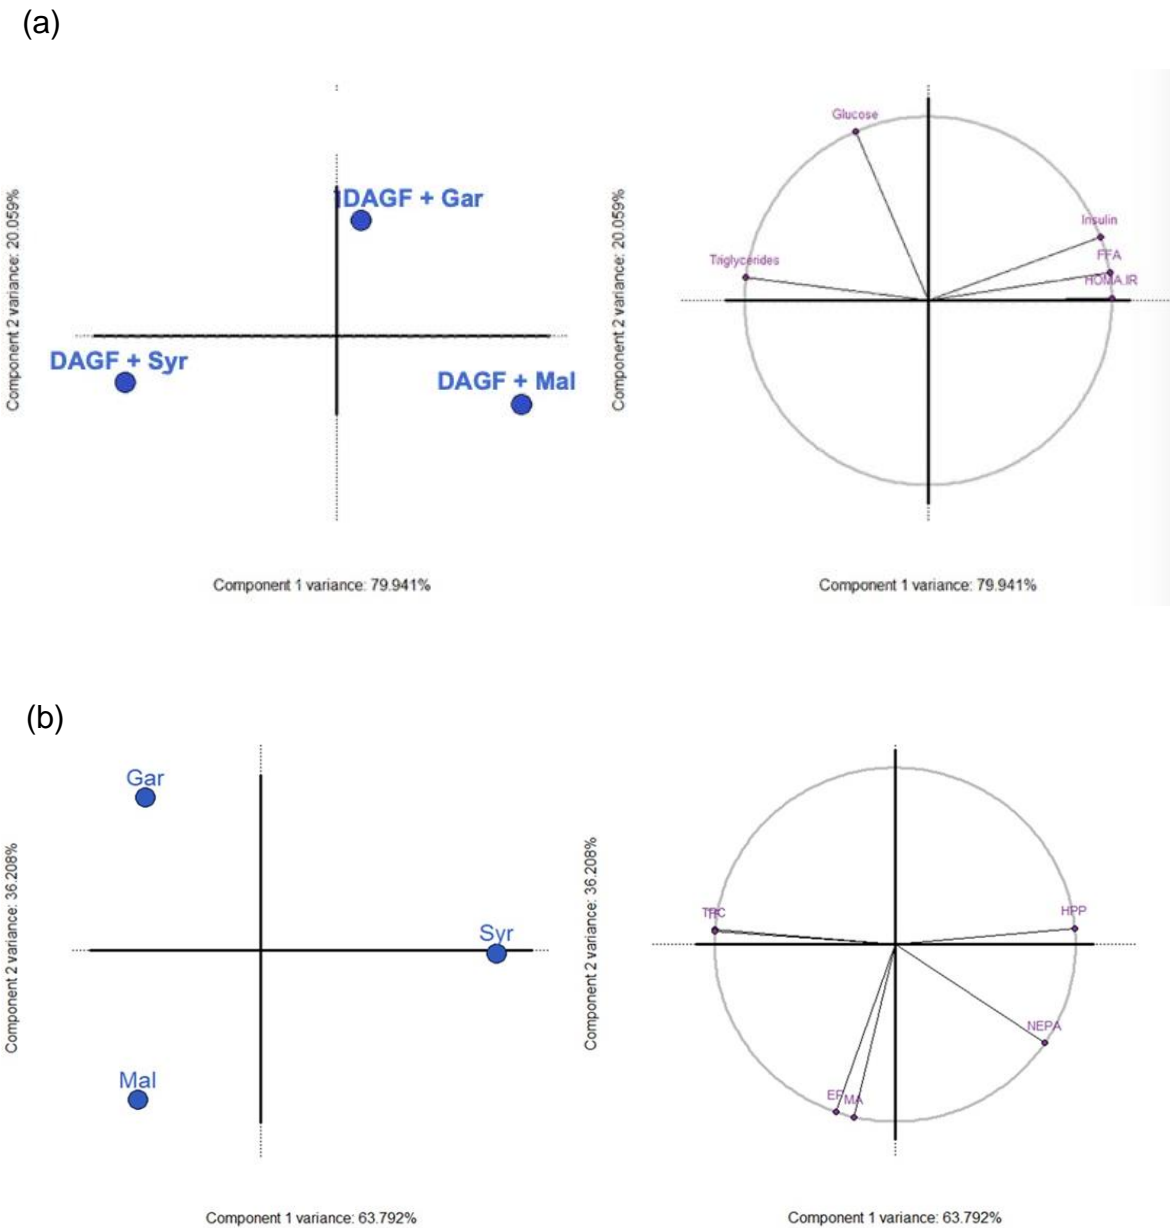 (a)
DAGF + Gar
DAGF + Syr
DAGF + Mal
Component 2 variance: 20.059%
Component 1 variance: 79.941%
Glucose
Insulin
FFA
HOMA.IR
Triglycerides
Component 2 variance: 20.059%
Component 1 variance: 79.941%
(b)
Gar
Syr
Mal
Component 2 variance: 36.208%
Component 1 variance: 63.792%
HPP
NEPA
MA
Component 2 variance: 36.208%
Component 1 variance: 63.792%